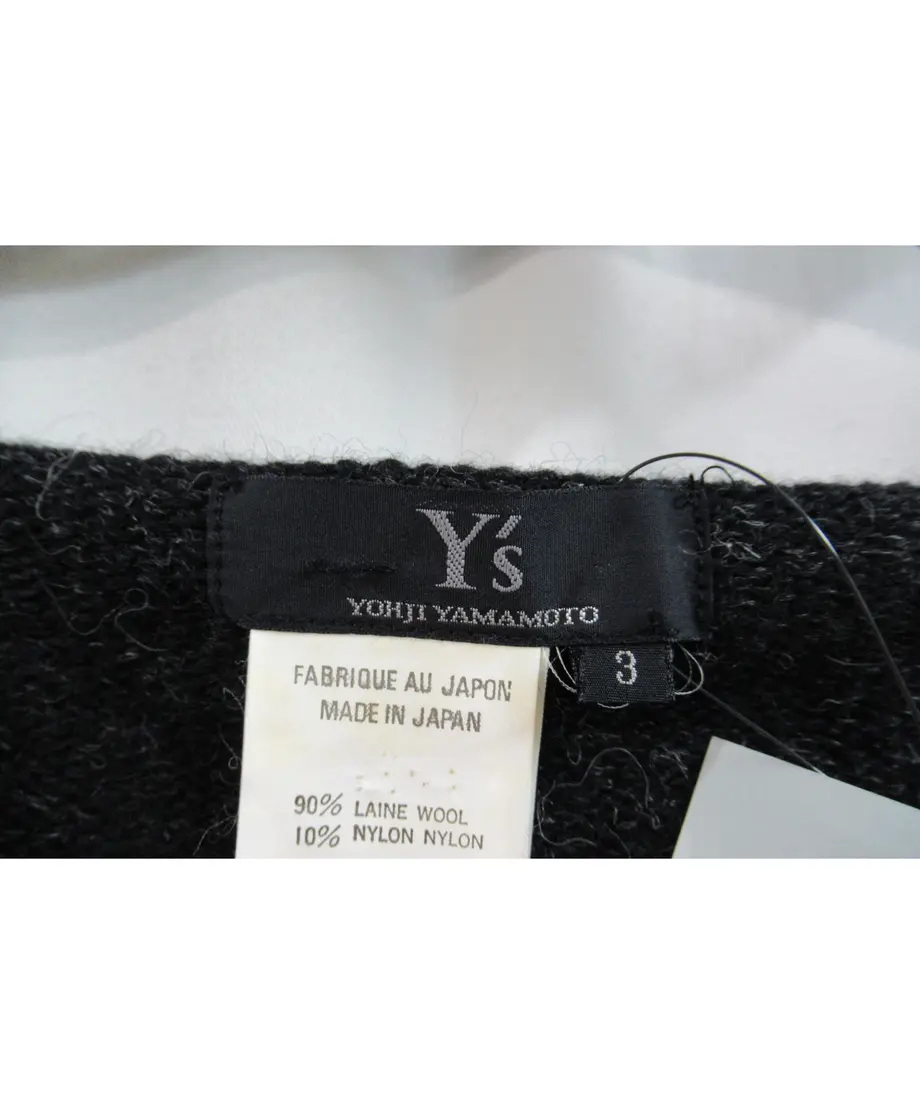 Y's
YOHJI YAMAMOTO
3
FABRIQUE AU JAPON
MADE IN JAPAN
90% LAINE WOOL
10% NYLON NYLON